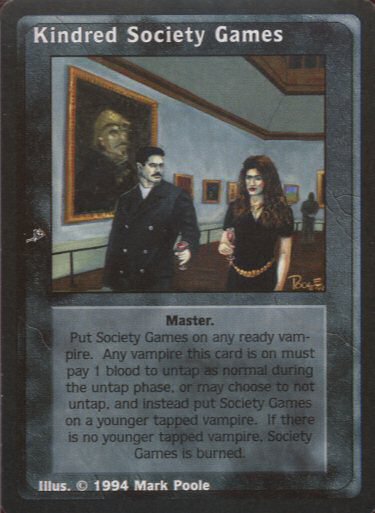 Kindred Society Games
POOLE
Master.
Put Society Games on any ready vam-
pire. Any vampire this card is on must
pay 1 blood to untap as normal during
the untap phase, or may choose to not
untap, and instead put Society Games
on a younger tapped vampire. If there
is no younger tapped vampire, Society
Games is burned.
Illus. © 1994 Mark Poole